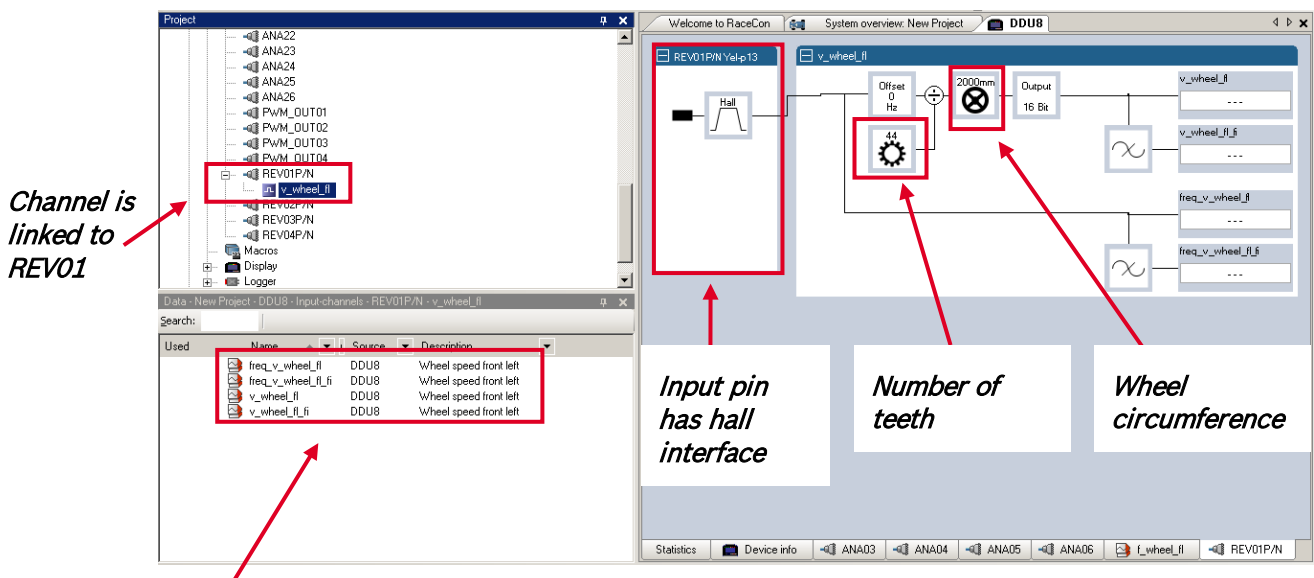 Project
ANA22
ANA23
ANA24
ANA25
ANA26
PWM_OUT01
PWM_OUT02
PWM_OUT03
PWM_OUT04
REV01P/N
v_wheel_fl
REV02P/N
REV03P/N
REV04P/N
Macros
Display
Logger
Channel is
linked to
REV01
Data - New Project - DDU8 - Input-channels - REV01P/N - v_wheel_fl
Search:
Used Name Source Description
freq_v_wheel_fl DDU8 Wheel speed front left
freq_v_wheel_fl_fi DDU8 Wheel speed front left
v_wheel_fl DDU8 Wheel speed front left
v_wheel_fl_fi DDU8 Wheel speed front left
Welcome to RaceCon System overview: New Project DDU8
REV01P/N Yel-p13
Hall
v_wheel_fl
Offset
0
Hz
44
2000mm
Output
16 Bit
v_wheel_fl
---
v_wheel_fl_fi
---
freq_v_wheel_fl
---
freq_v_wheel_fl_fi
---
Input pin
has hall
interface
Number of
teeth
Wheel
circumference
Statistics Device info ANA03 ANA04 ANA05 ANA06 f_wheel_fl REV01P/N